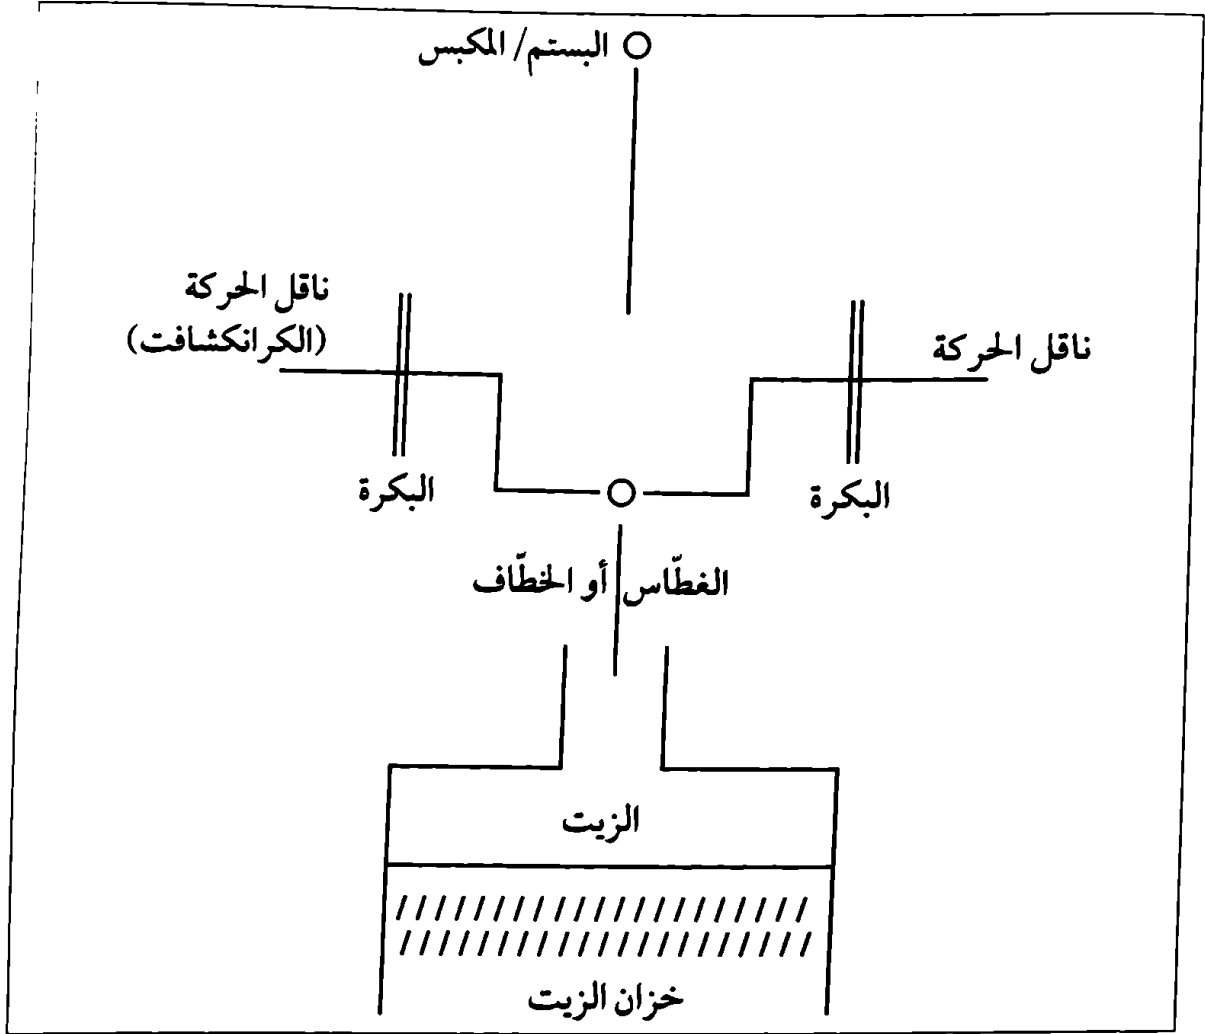 البستم/ المكبس
ناقل الحركة
(الكرانكشافت)
ناقل الحركة
البكرة
البكرة
الغطّاس أو الخطّاف
الزيت
خزان الزيت